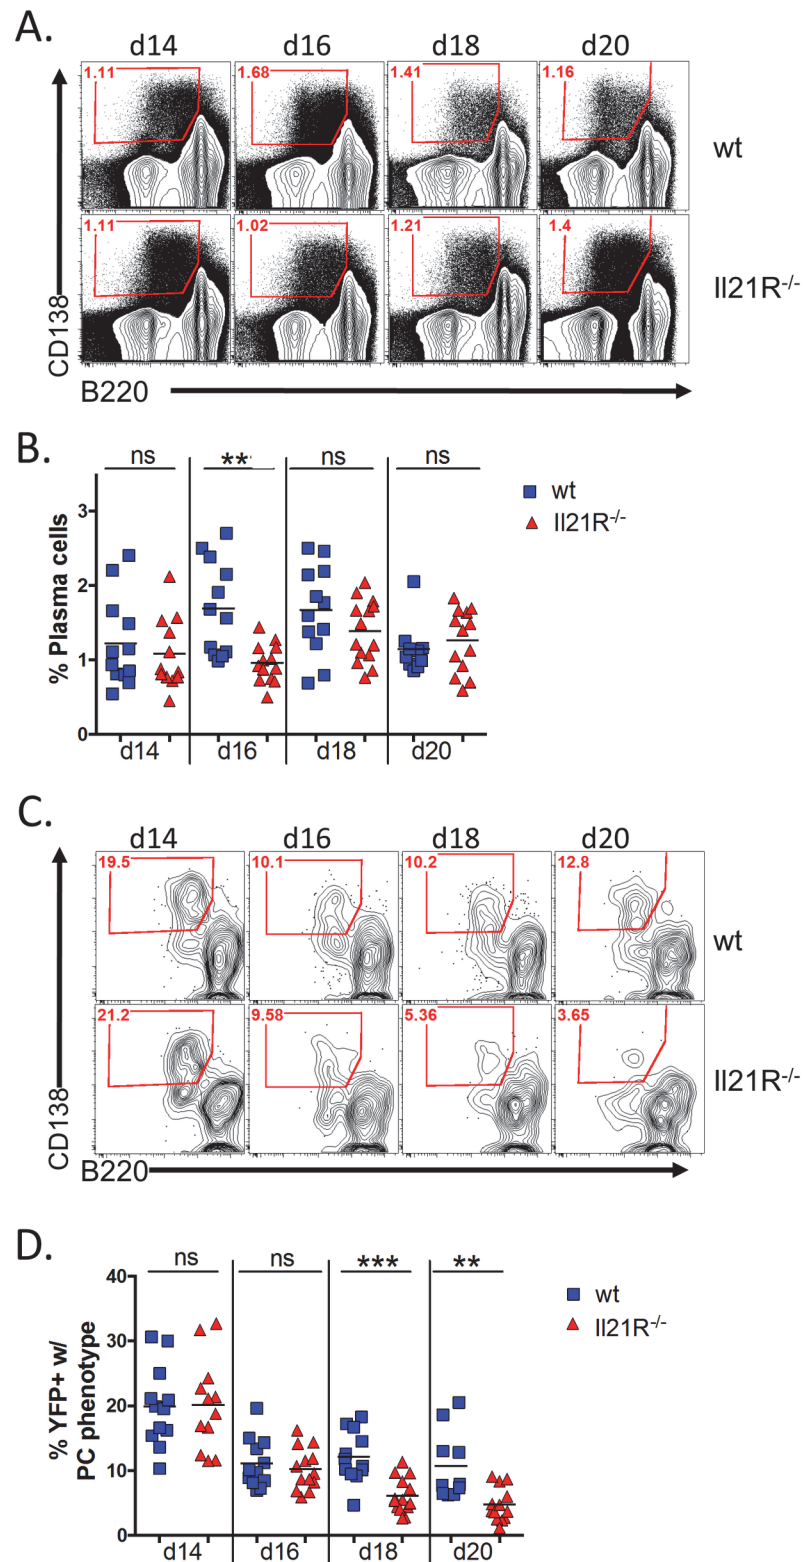 A.
d14 d16 d18 d20
1.11 1.68 1.41 1.16
wt
1.11 1.02 1.21 1.4
Il21R-/-
CD138
B220
B.
ns ** ns ns
wt
Il21R-/-
% Plasma cells
3
2
1
0
d14 d16 d18 d20
C.
d14 d16 d18 d20
19.5 10.1 10.2 12.8
wt
21.2 9.58 5.36 3.65
Il21R-/-
CD138
B220
D.
ns ns *** **
wt
Il21R-/-
% YFP+ w/
PC phenotype
40
30
20
10
0
d14 d16 d18 d20